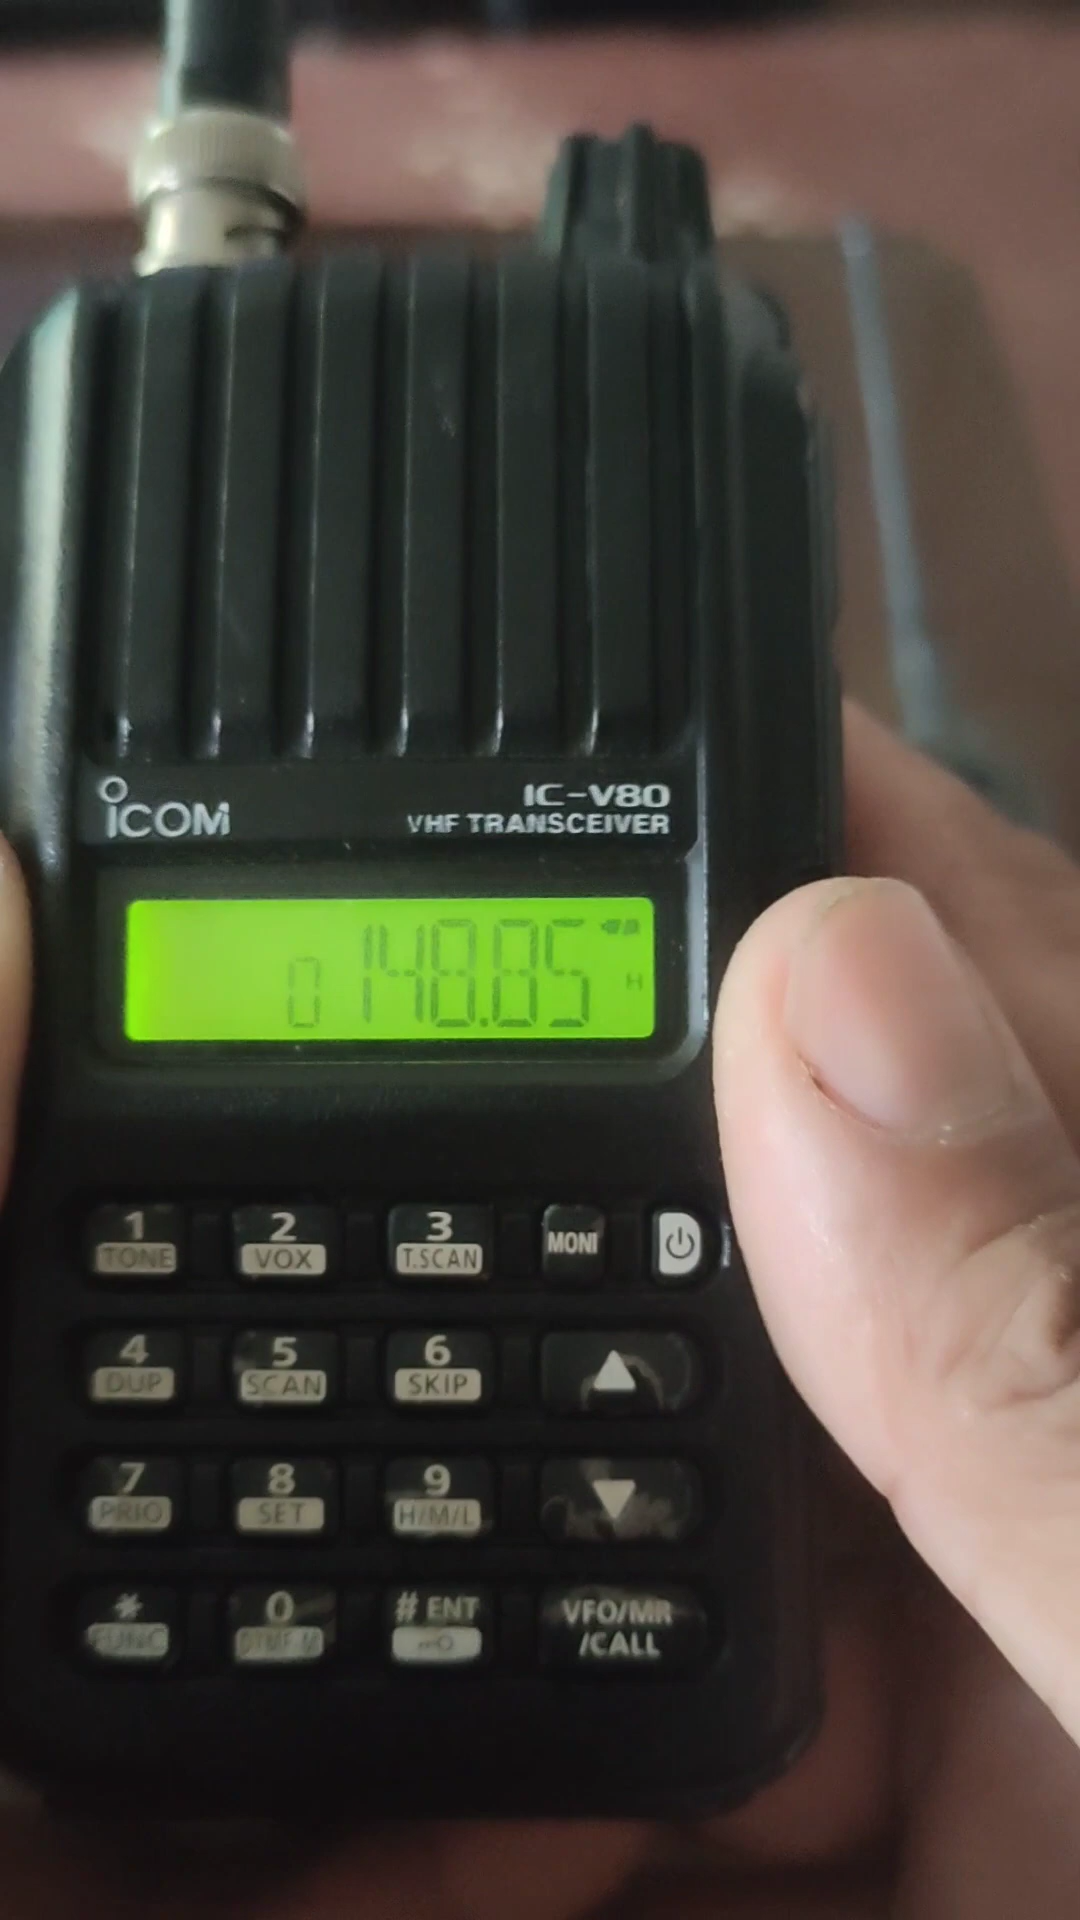 iCOM
IC-V80
VHF TRANSCEIVER
0 148.85
H
1 2 3 MONI
TONE VOX T.SCAN
4 5 6
DUP SCAN SKIP
7 8 9
PRIO SET H/M/L
* 0 # ENT VFO/MR
FUNC DTMF-M /CALL